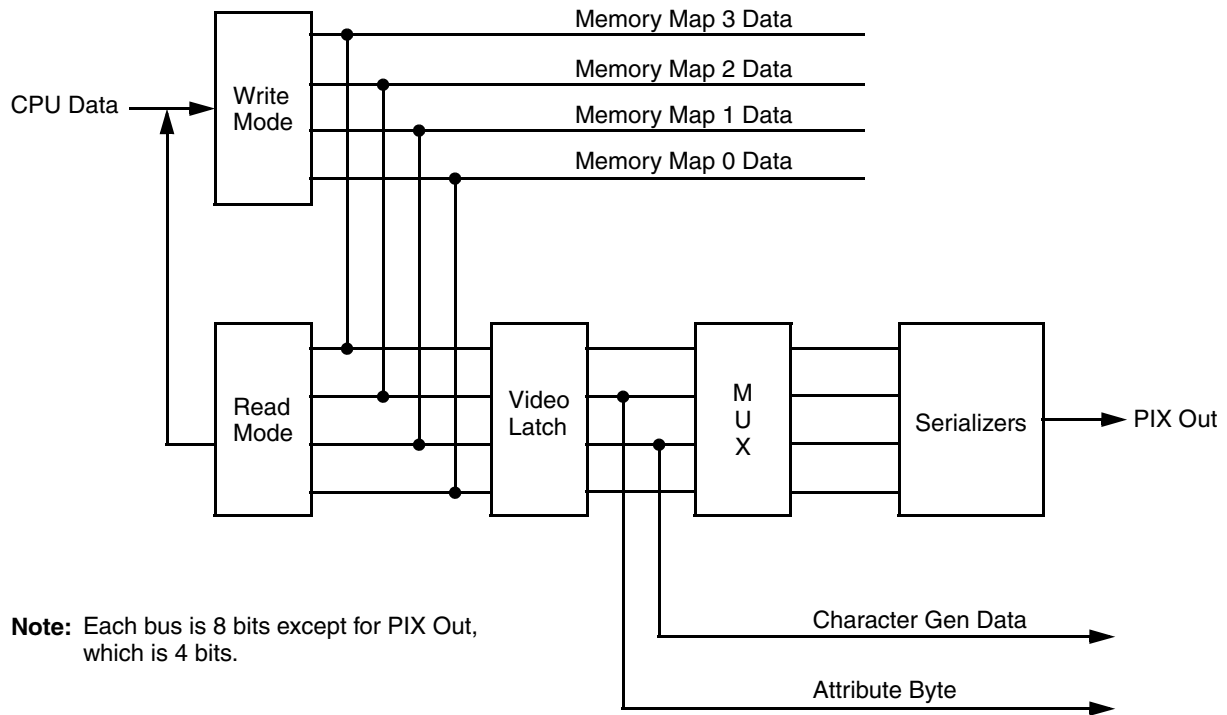 Memory Map 3 Data
Memory Map 2 Data
CPU Data
Write
Mode
Memory Map 1 Data
Memory Map 0 Data
Read
Mode
Video
Latch
M
U
X
Serializers
PIX Out
Note: Each bus is 8 bits except for PIX Out,
which is 4 bits.
Character Gen Data
Attribute Byte